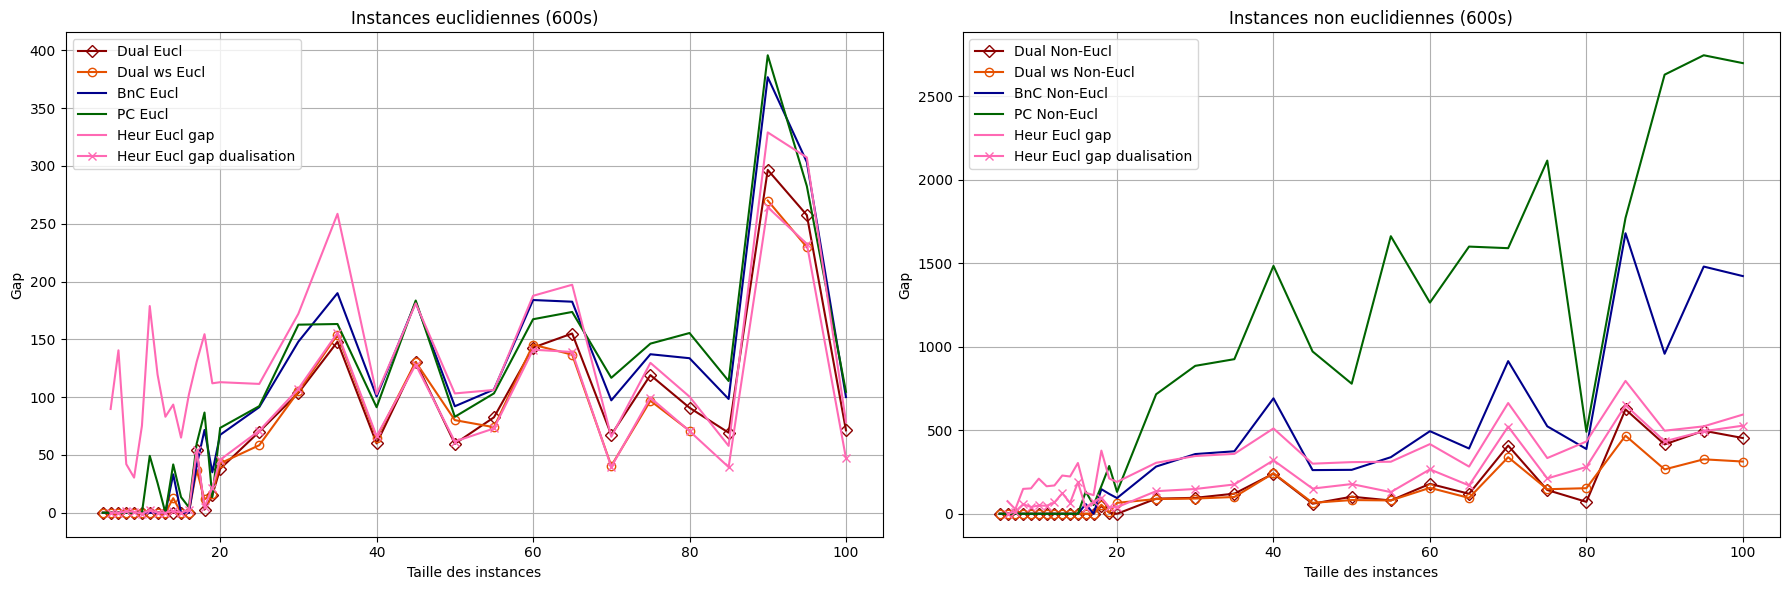 Instances euclidiennes (600s)
Dual Eucl
Dual ws Eucl
BnC Eucl
PC Eucl
Heur Eucl gap
Heur Eucl gap dualisation
Gap
400
350
300
250
200
150
100
50
0
20
40
60
80
100
Taille des instances
Instances non euclidiennes (600s)
Dual Non-Eucl
Dual ws Non-Eucl
BnC Non-Eucl
PC Non-Eucl
Heur Eucl gap
Heur Eucl gap dualisation
Gap
2500
2000
1500
1000
500
0
20
40
60
80
100
Taille des instances